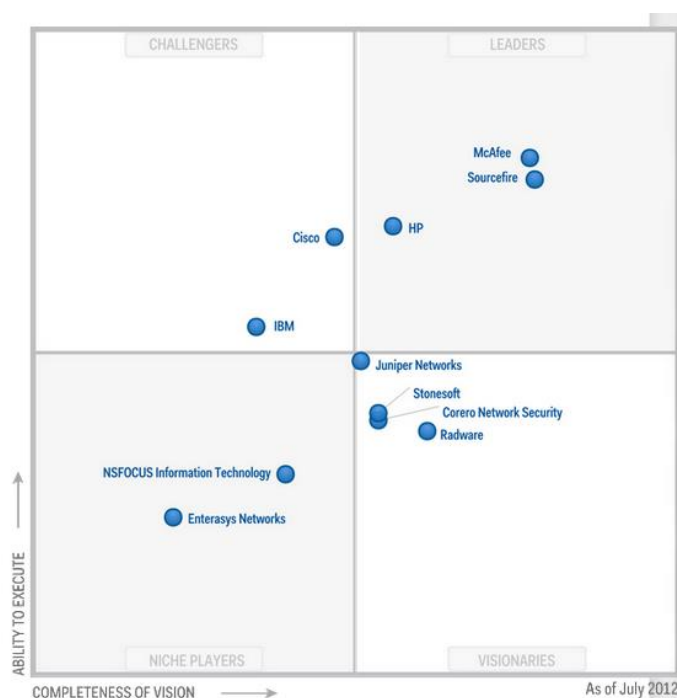 CHALLENGERS
LEADERS
McAfee
Sourcefire
HP
Cisco
IBM
Juniper Networks
Stonesoft
Corero Network Security
Radware
NSFOCUS Information Technology
Enterasys Networks
ABILITY TO EXECUTE
NICHE PLAYERS
VISIONARIES
COMPLETENESS OF VISION
As of July 2012